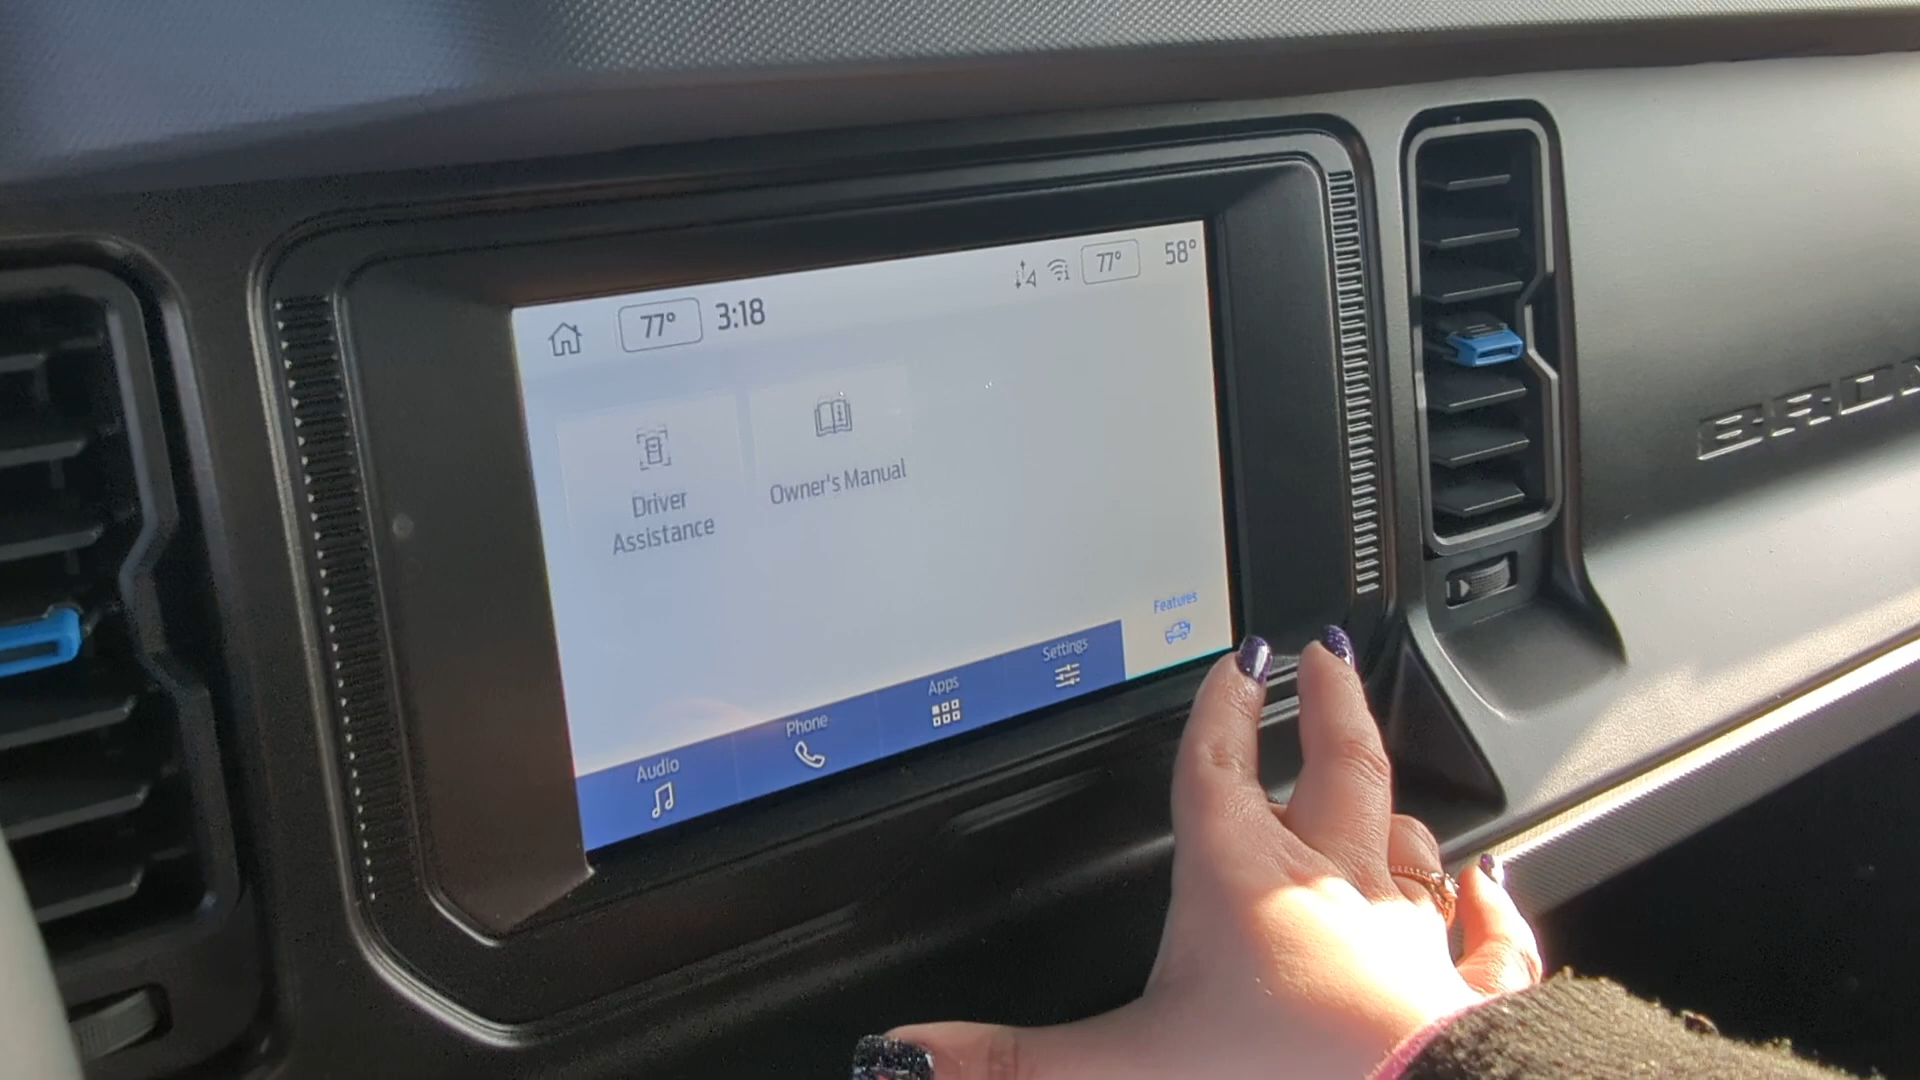 77° 3:18 77° 58°
Driver
Assistance
Owner's Manual
Audio
Phone
Apps
Settings
Features